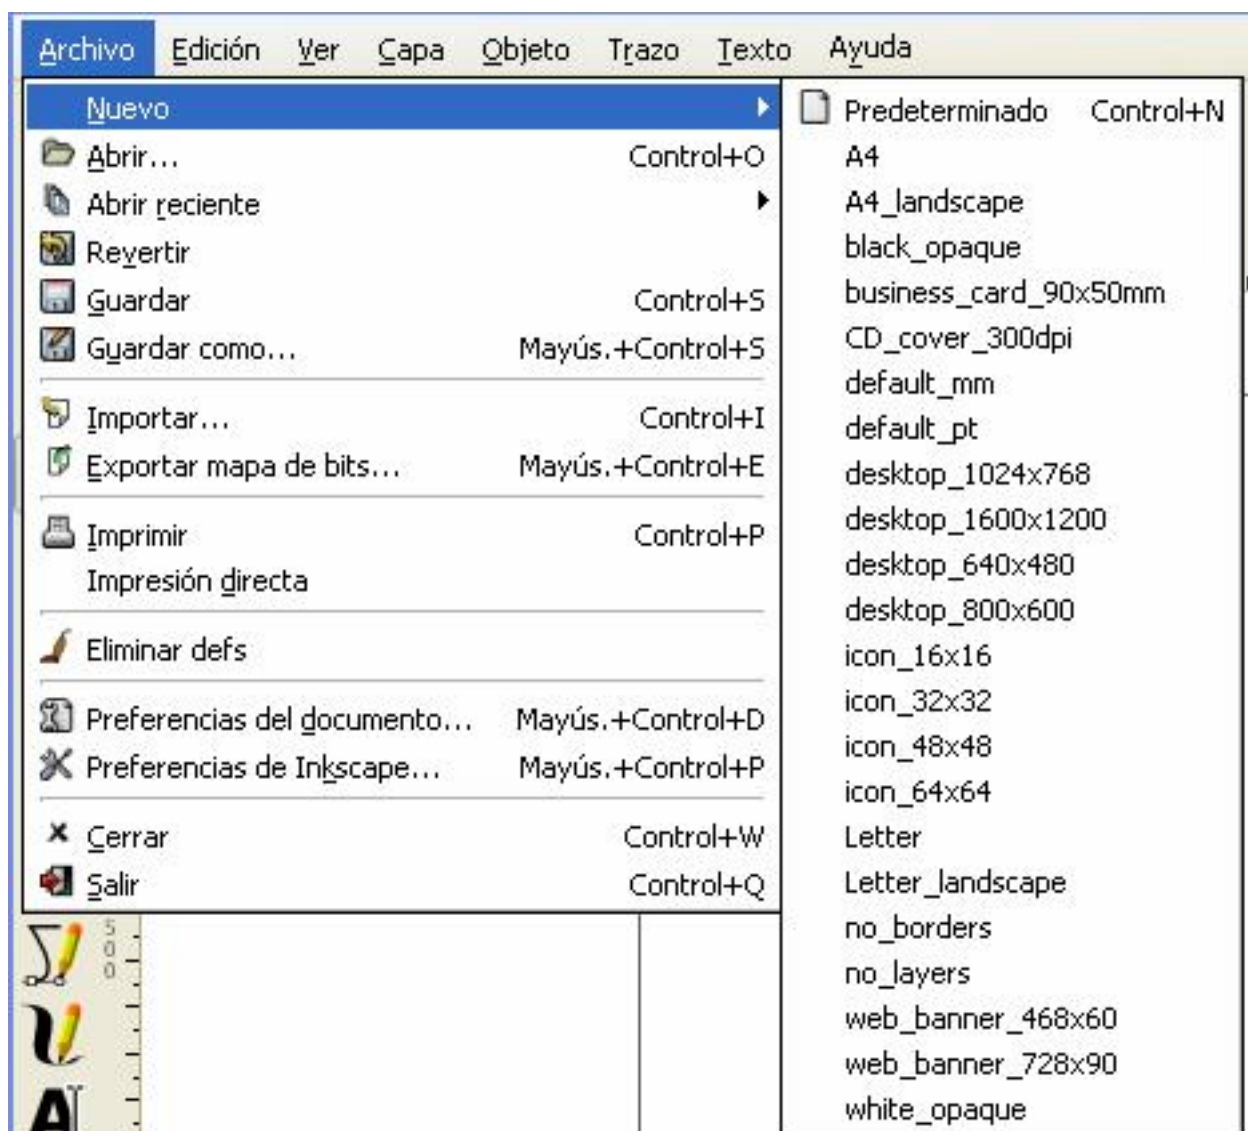 Archivo Edición Ver Capa Objeto Trazo Texto Ayuda
Nuevo
Abrir... Control+O
Abrir reciente
Revertir
Guardar Control+S
Guardar como... Mayús.+Control+S
Importar... Control+I
Exportar mapa de bits... Mayús.+Control+E
Imprimir Control+P
Impresión directa
Eliminar defs
Preferencias del documento... Mayús.+Control+D
Preferencias de Inkscape... Mayús.+Control+P
Cerrar Control+W
Salir Control+Q
Predeterminado Control+N
A4
A4_landscape
black_opaque
business_card_90x50mm
CD_cover_300dpi
default_mm
default_pt
desktop_1024x768
desktop_1600x1200
desktop_640x480
desktop_800x600
icon_16x16
icon_32x32
icon_48x48
icon_64x64
Letter
Letter_landscape
no_borders
no_layers
web_banner_468x60
web_banner_728x90
white_opaque
500
A